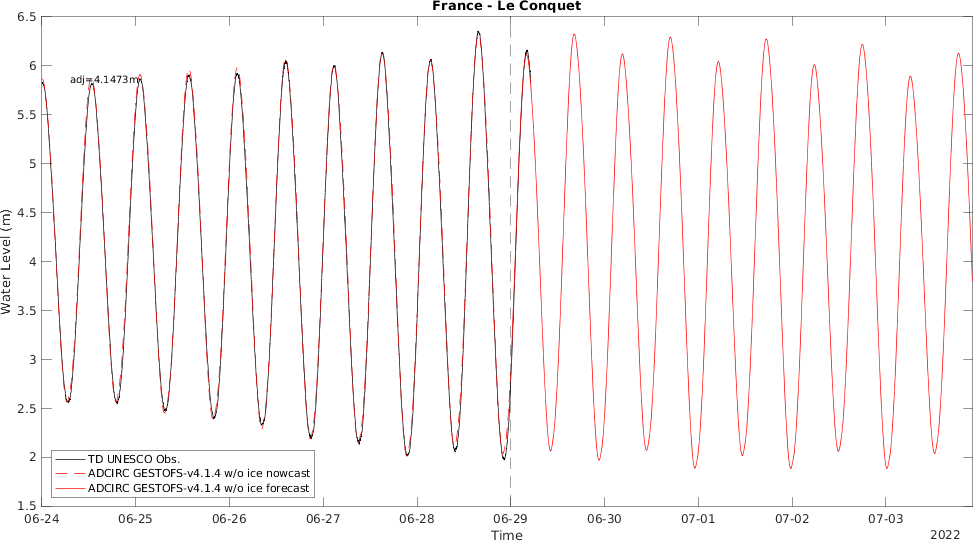 France - Le Conquet
Water Level (m)
6.5
6
5.5
5
4.5
4
3.5
3
2.5
2
1.5
adj=4.1473m
TD UNESCO Obs.
ADCIRC GESTOFS-v4.1.4 w/o ice nowcast
ADCIRC GESTOFS-v4.1.4 w/o ice forecast
06-24 06-25 06-26 06-27 06-28 06-29 06-30 07-01 07-02 07-03
Time
2022